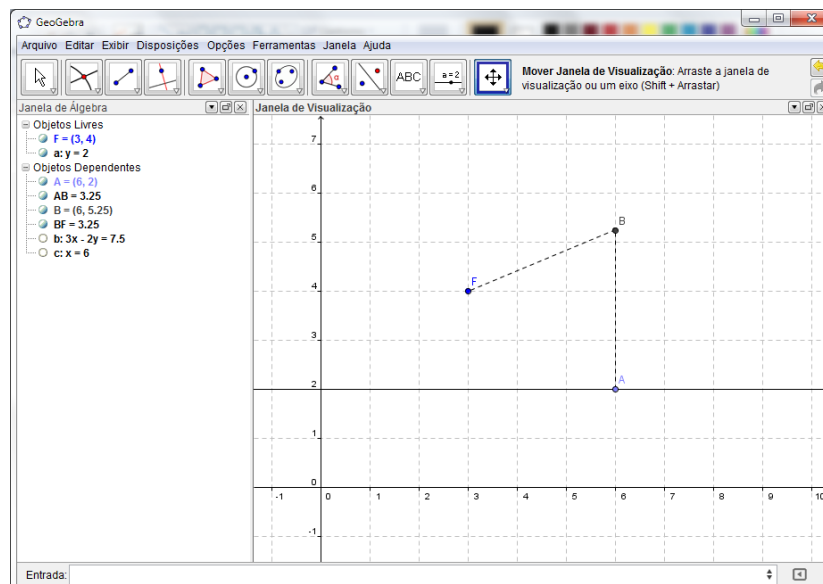 GeoGebra
Arquivo Editar Exibir Disposições Opções Ferramentas Janela Ajuda
ABC
a=2
Mover Janela de Visualização: Arraste a janela de
visualização ou um eixo (Shift + Arrastar)
Janela de Álgebra
Janela de Visualização
Objetos Livres
F = (3, 4)
a: y = 2
Objetos Dependentes
A = (6, 2)
AB = 3.25
B = (6, 5.25)
BF = 3.25
b: 3x - 2y = 7.5
c: x = 6
7
6
5
4
3
2
1
0
-1
B
F
A
-1 0 1 2 3 4 5 6 7 8 9 10
Entrada: